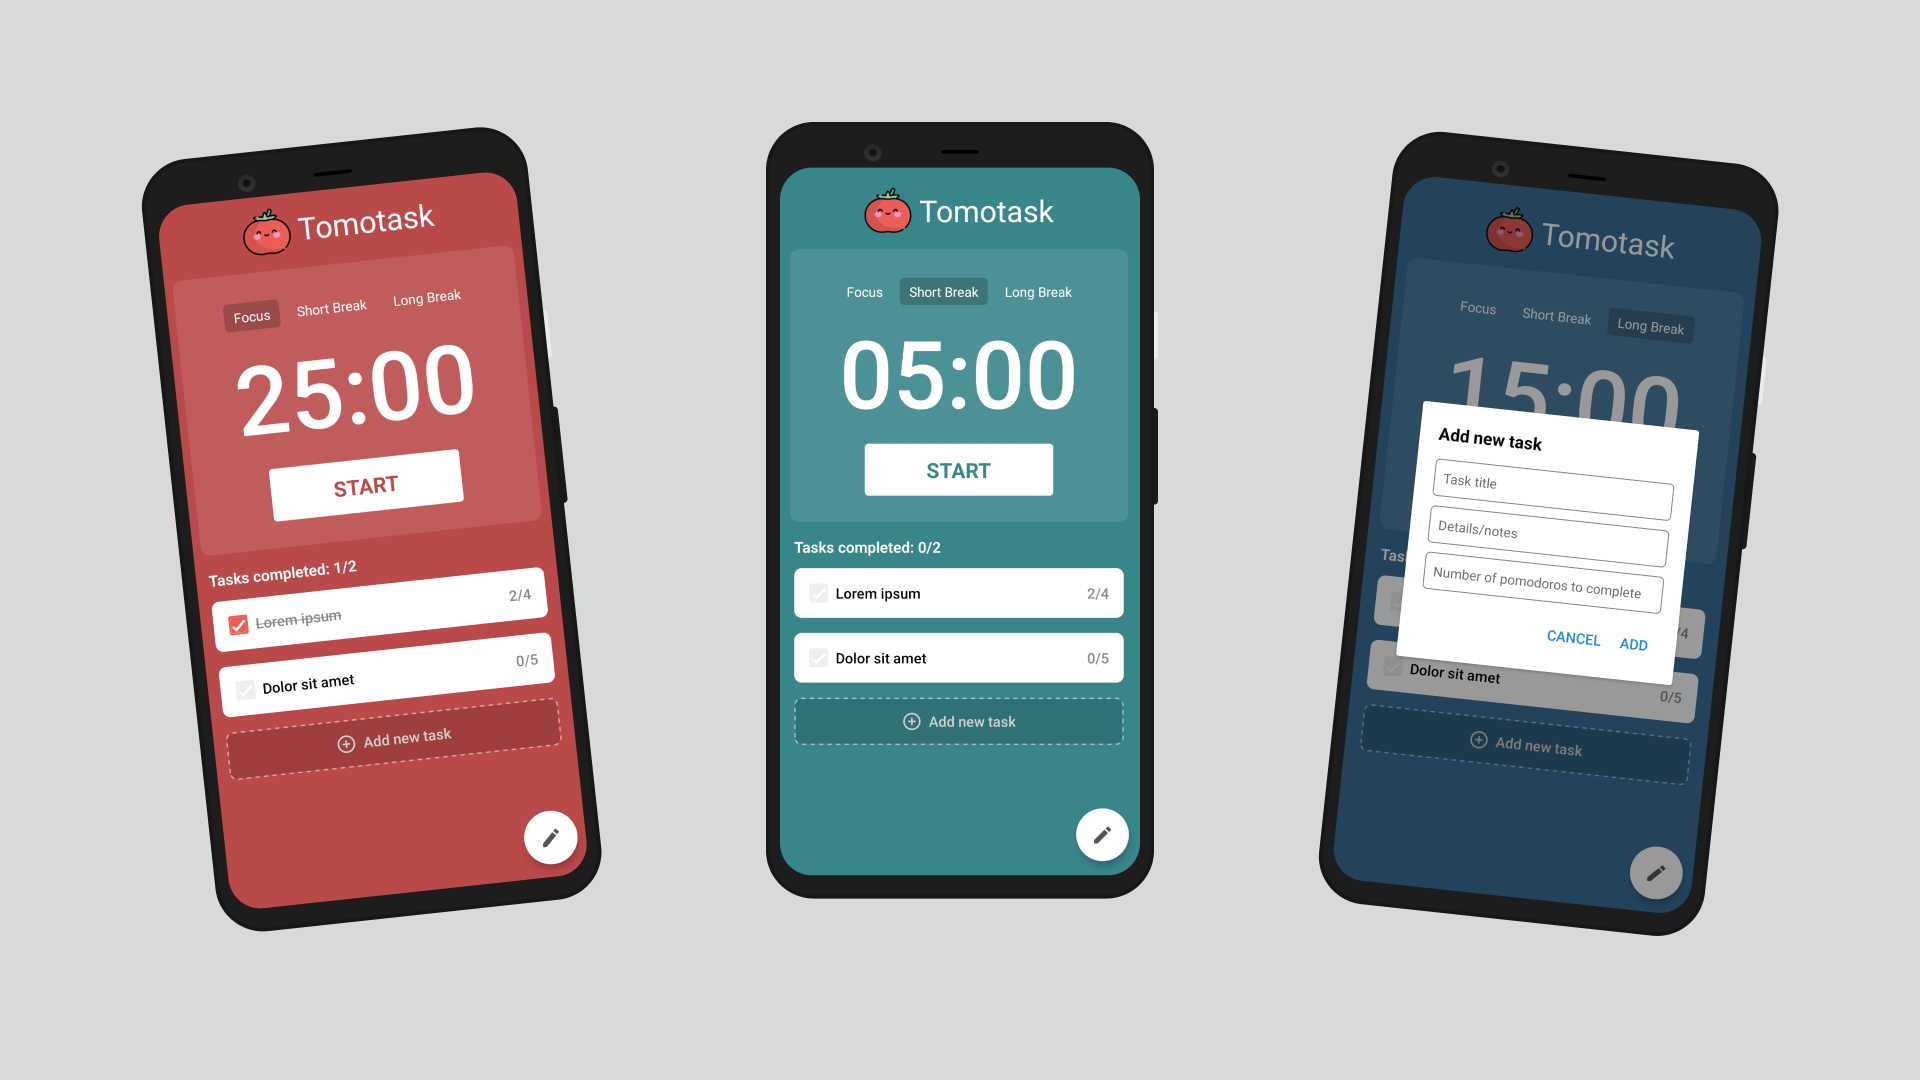 Tomotask
Focus Short Break Long Break
25:00
START
Tasks completed: 1/2
Lorem ipsum 2/4
Dolor sit amet 0/5
Add new task
Tomotask
Focus Short Break Long Break
05:00
START
Tasks completed: 0/2
Lorem ipsum 2/4
Dolor sit amet 0/5
Add new task
Tomotask
Focus Short Break Long Break
15:00
Add new task
Task title
Details/notes
Number of pomodoros to complete
CANCEL ADD
Dolor sit amet 0/5
Add new task